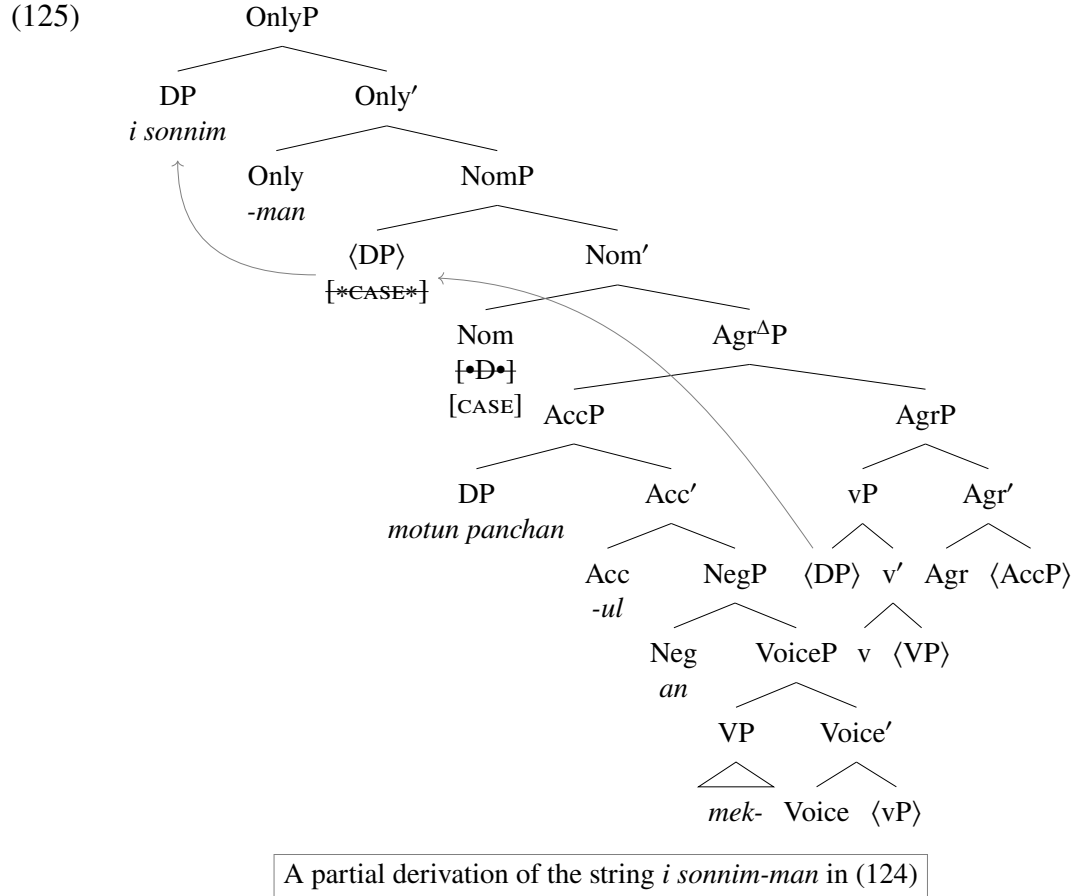 (125) OnlyP
DP Only′
i sonnim
Only NomP
-man
⟨DP⟩ Nom′
[∗CASE∗]
Nom Agr^ΔP
[•D•]
[CASE]
AccP AgrP
DP Acc′ vP Agr′
motun panchan
Acc NegP ⟨DP⟩ v′ Agr ⟨AccP⟩
-ul
Neg VoiceP v ⟨VP⟩
an
VP Voice′
mek- Voice ⟨vP⟩
A partial derivation of the string i sonnim-man in (124)